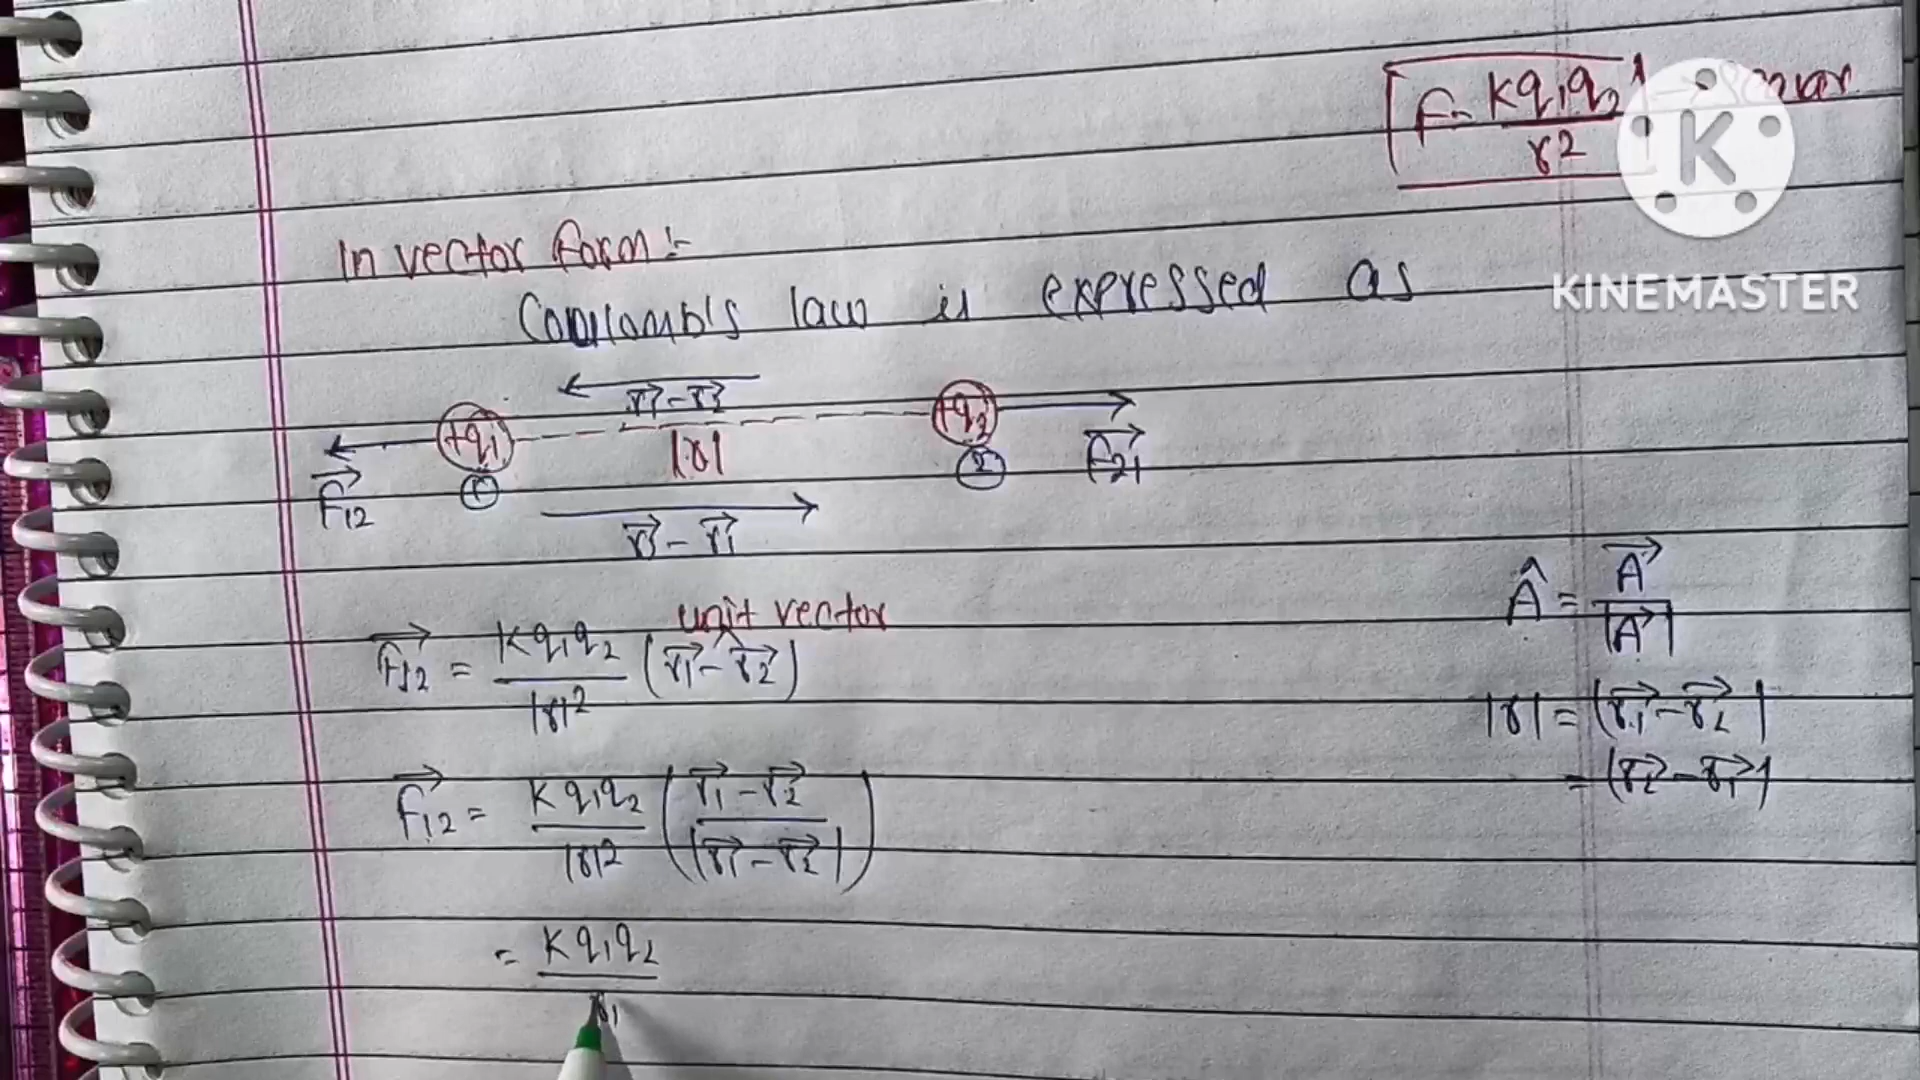 F = Kq₁q₂ / r² → Scalar
K
KINEMASTER
In vector form :-
Coulomb's law is expressed as
r₁→ - r₂→
+q₁ |r| +q₂
F₁₂→ 1 2 F₂₁→
r₂→ - r₁→
unit vector
F₁₂→ = Kq₁q₂ / |r|² (r₁→ - r₂→)
F₁₂→ = Kq₁q₂ / |r|² ( r₁→ - r₂→ / |r₁→ - r₂→| )
= Kq₁q₂ / r₁
Â = A→ / |A→|
|r| = |r₁→ - r₂→|
= |r₂→ - r₁→|